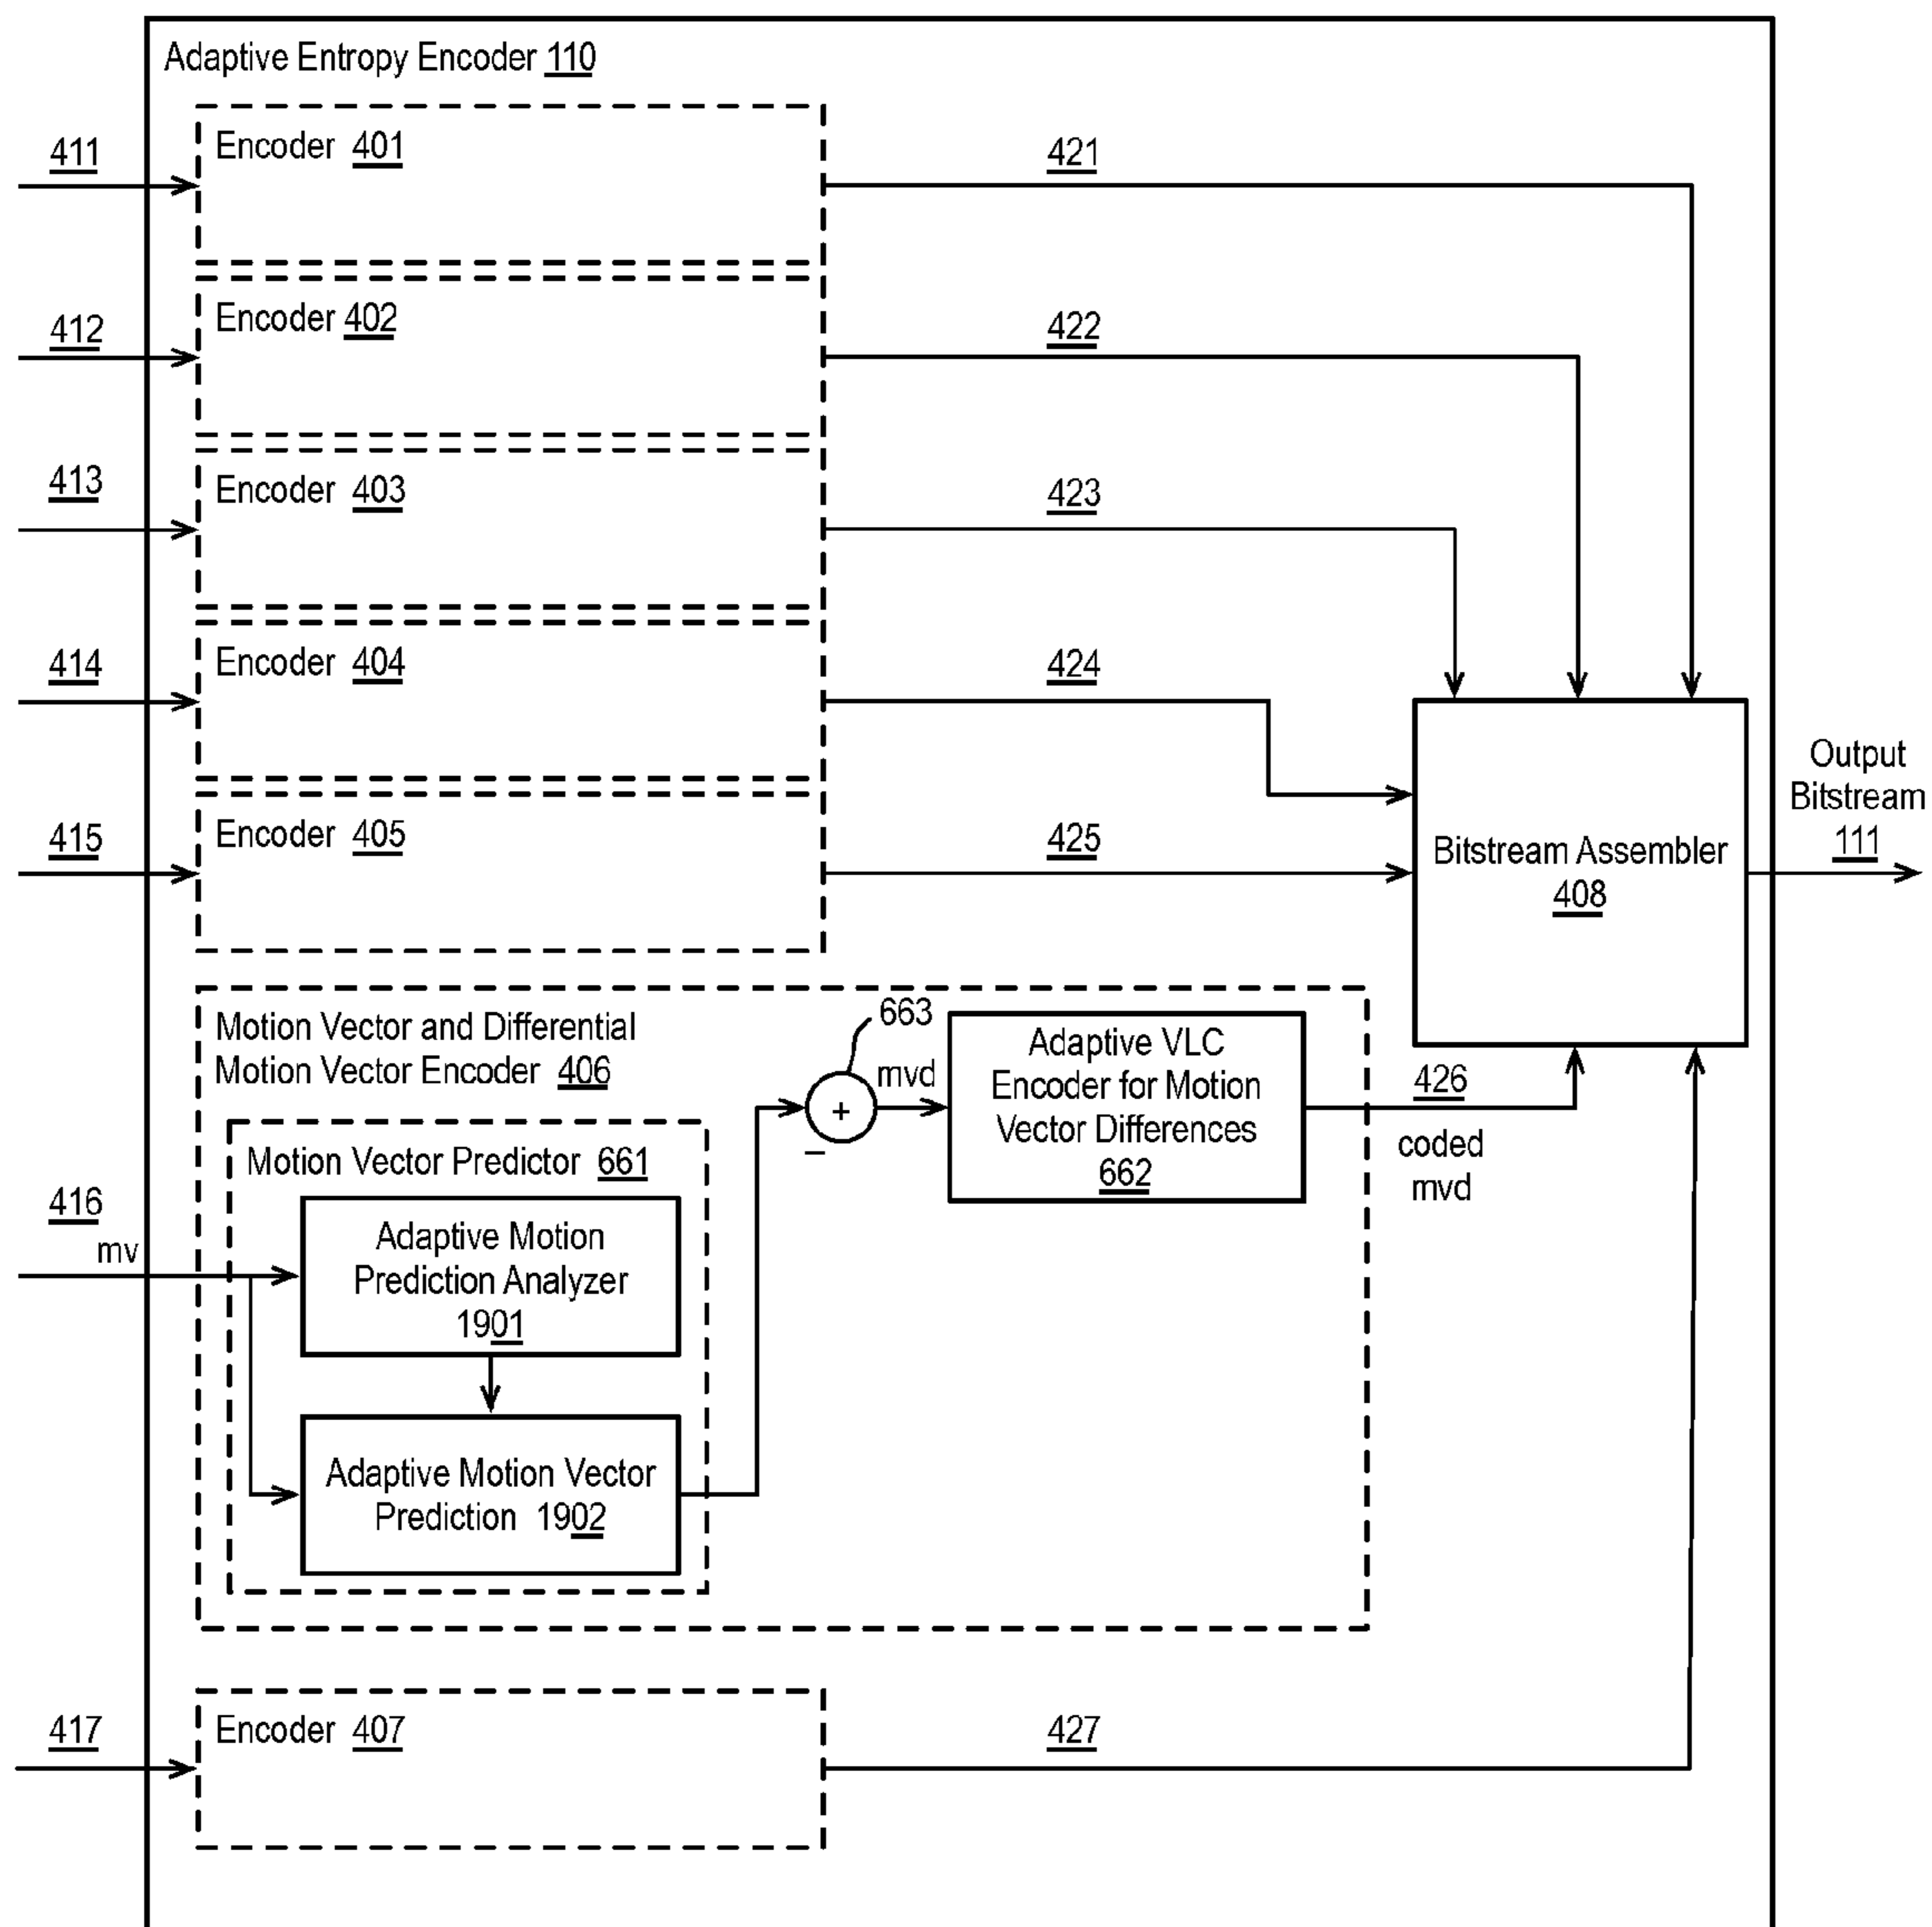 Adaptive Entropy Encoder 110
411
Encoder 401
421
412
Encoder 402
422
413
Encoder 403
423
414
Encoder 404
424
415
Encoder 405
425
Bitstream Assembler
408
Output
Bitstream
111
Motion Vector and Differential
Motion Vector Encoder 406
663
+
–
mvd
Adaptive VLC
Encoder for Motion
Vector Differences
662
426
coded
mvd
Motion Vector Predictor 661
416
mv
Adaptive Motion
Prediction Analyzer
1901
Adaptive Motion Vector
Prediction 1902
417
Encoder 407
427